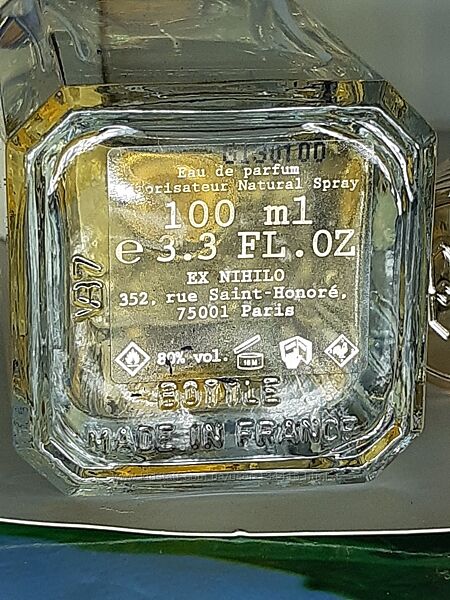 Eau de parfum
Natural Spray
100 ml
e 3.3 FL.OZ
EX NIHILO
352, rue Saint-Honoré,
75001 Paris
80% vol.
VB7
BOTTLE
MADE IN FRANCE